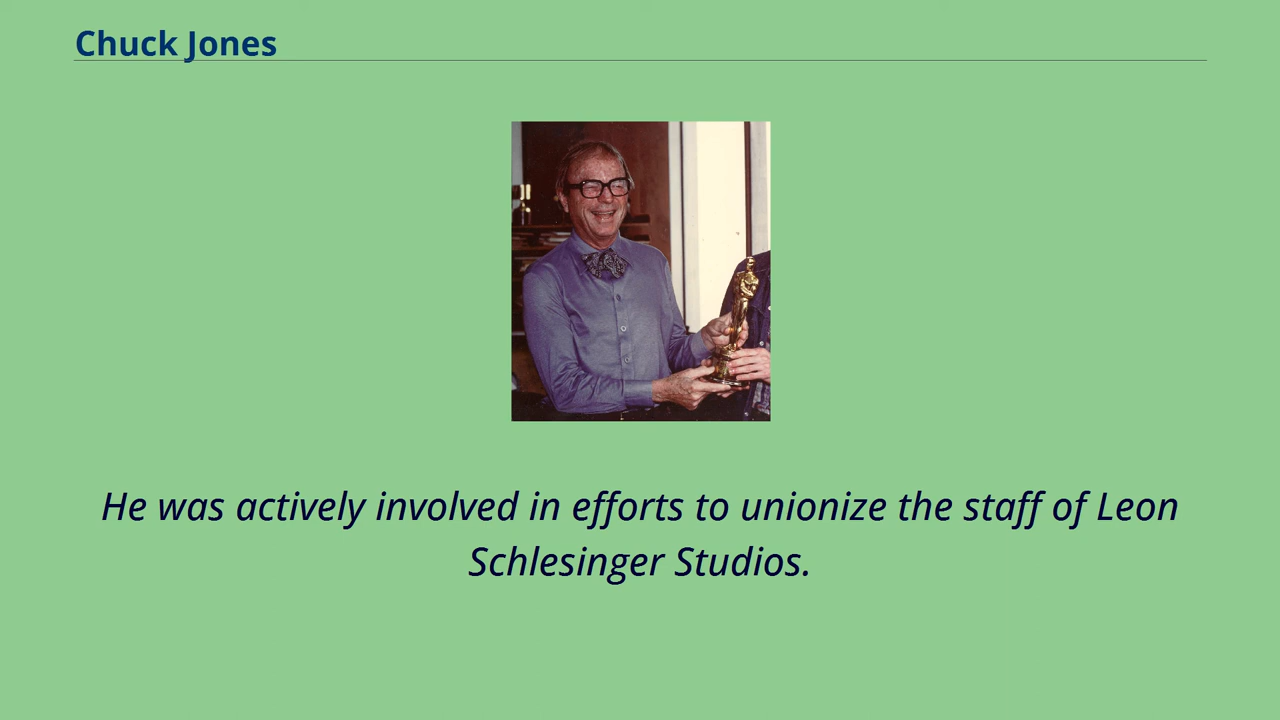 Chuck Jones
He was actively involved in efforts to unionize the staff of Leon
Schlesinger Studios.